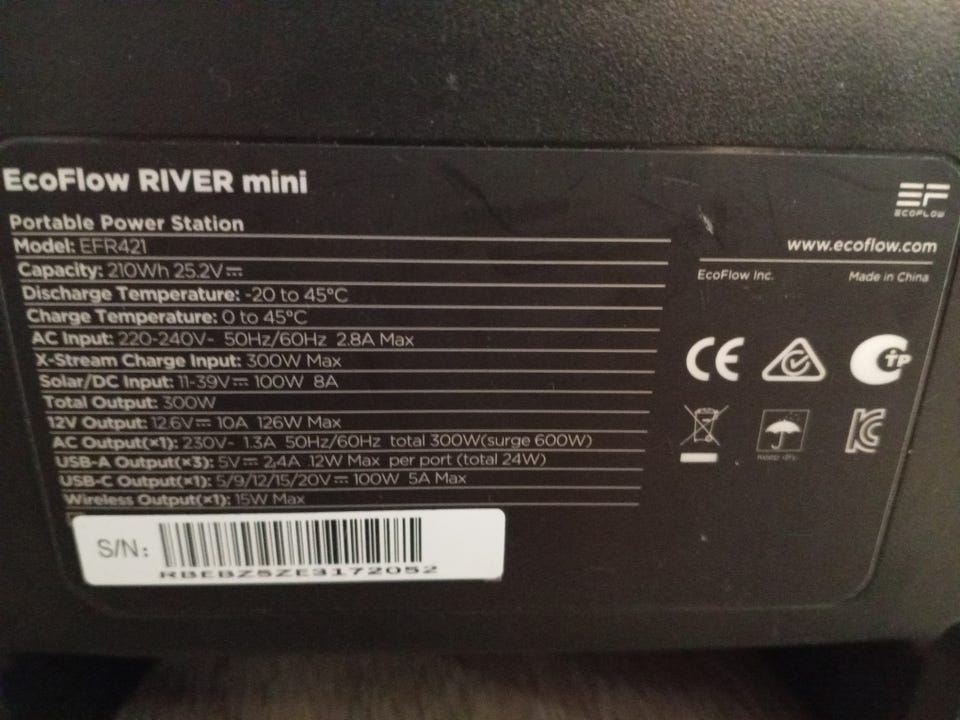 EcoFlow RIVER mini
EF
ECOFLOW
Portable Power Station
Model: EFR421
www.ecoflow.com
Capacity: 210Wh 25.2V⎓
EcoFlow Inc. Made in China
Discharge Temperature: -20 to 45°C
Charge Temperature: 0 to 45°C
AC Input: 220-240V~ 50Hz/60Hz 2.8A Max
X-Stream Charge Input: 300W Max
Solar/DC Input: 11-39V⎓ 100W 8A
Total Output: 300W
12V Output: 12.6V⎓ 10A 126W Max
AC Output(×1): 230V~ 1.3A 50Hz/60Hz total 300W(surge 600W)
USB-A Output(×3): 5V⎓ 2.4A 12W Max per port (total 24W)
USB-C Output(×1): 5/9/12/15/20V⎓ 100W 5A Max
Wireless Output(×1): 15W Max
CE
TP
keep dry
S/N:
RBEBZ5ZE3172052